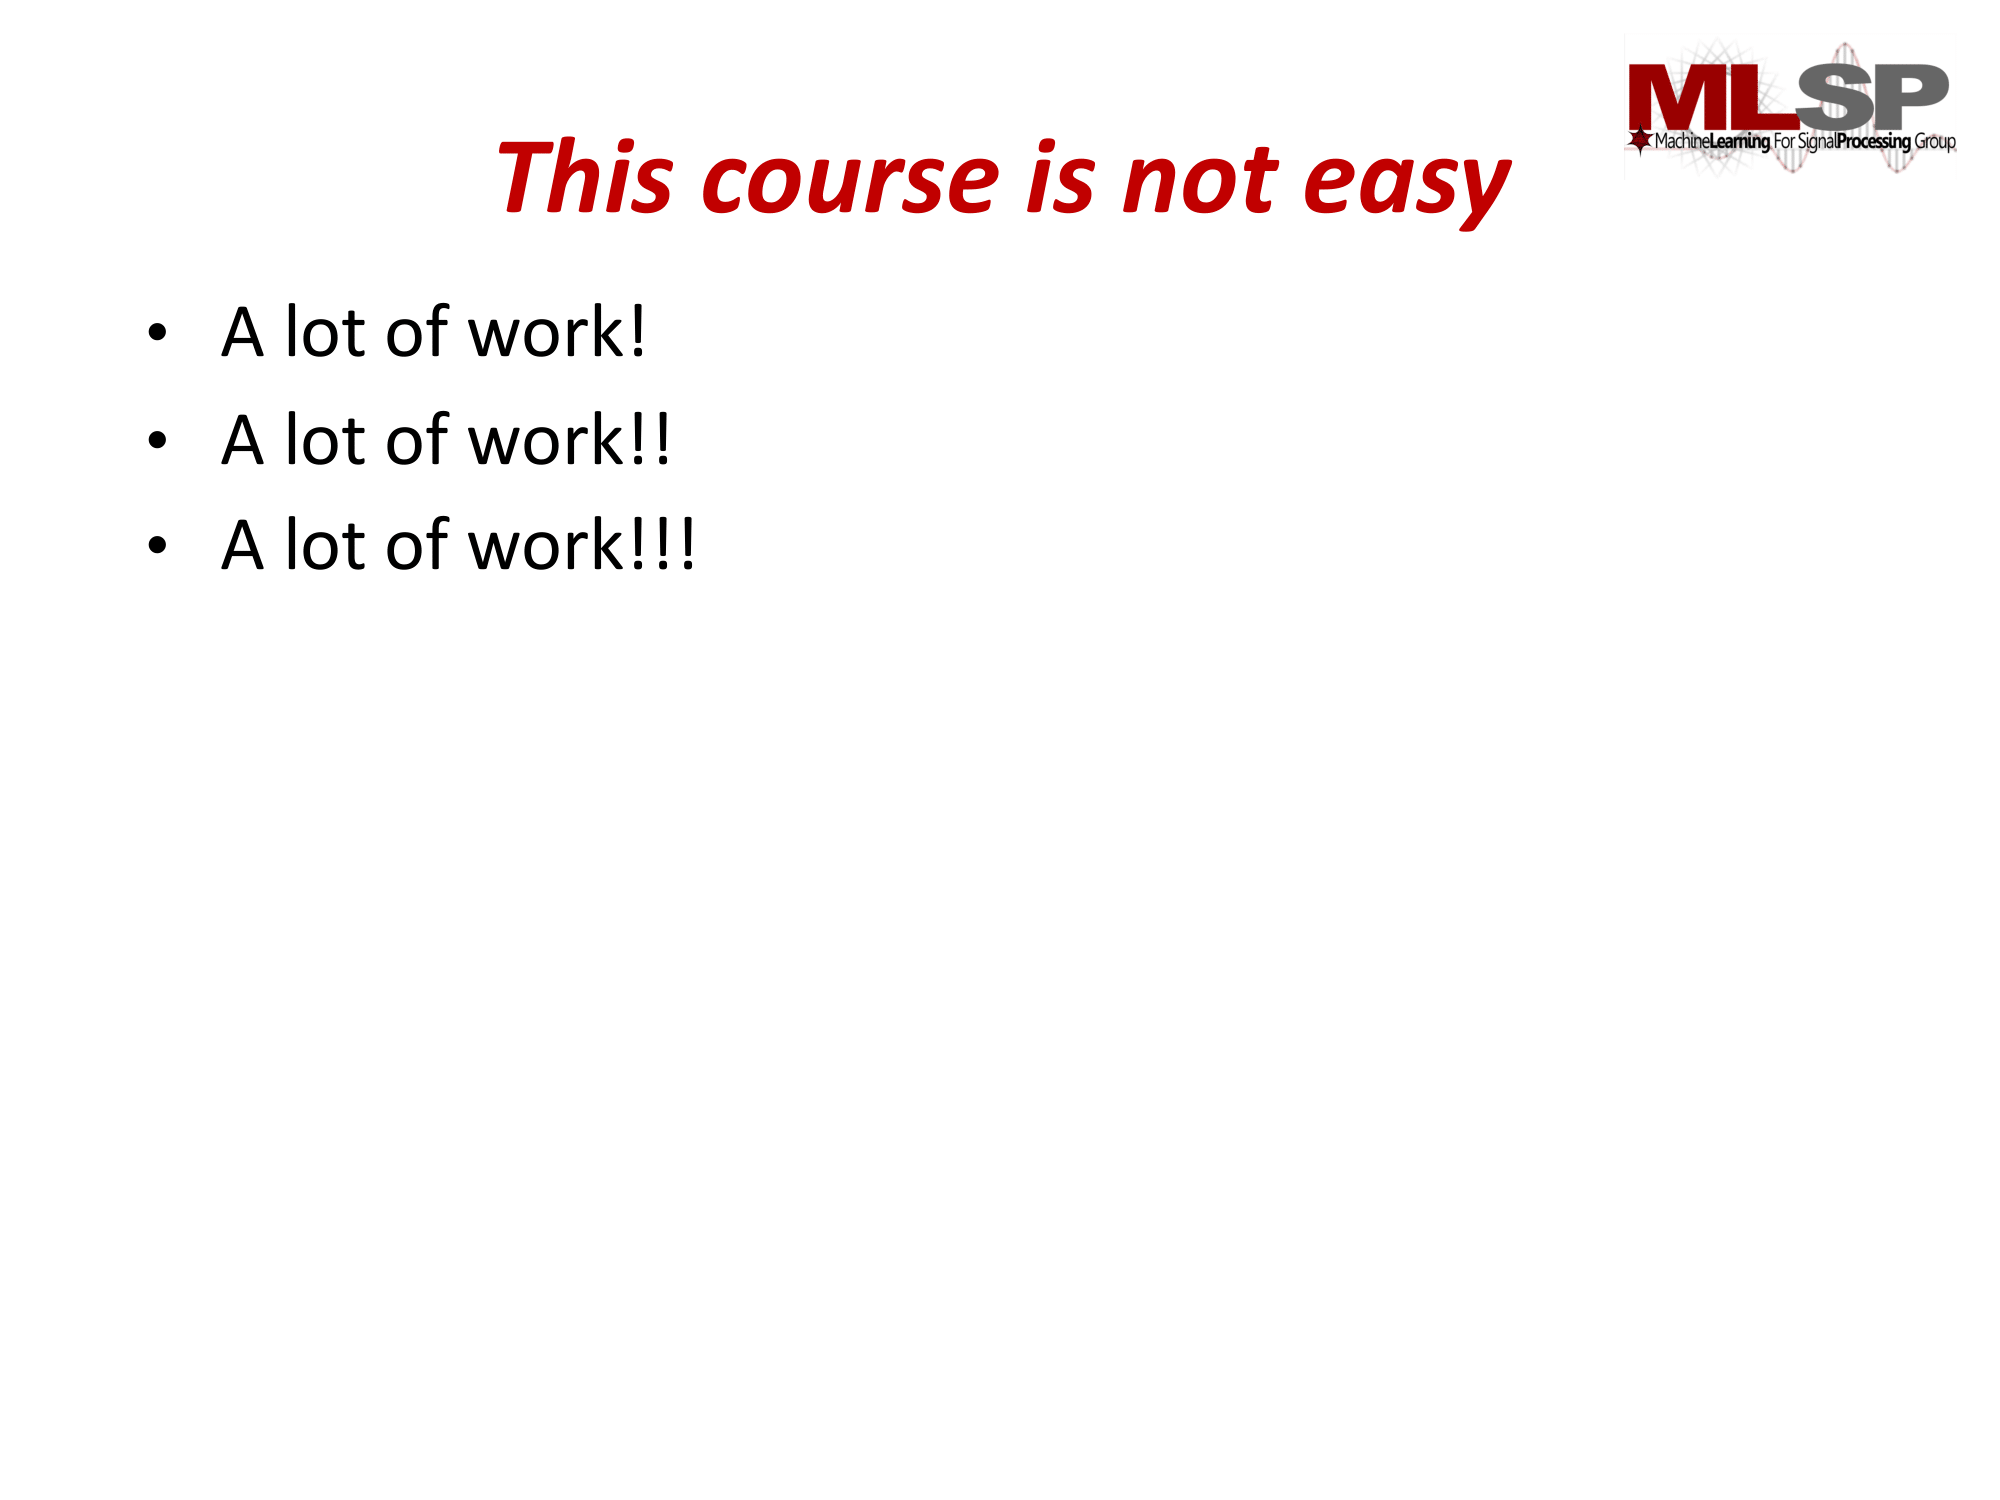 MLSP
MachineLearning For SignalProcessing Group
This course is not easy
• A lot of work!
• A lot of work!!
• A lot of work!!!